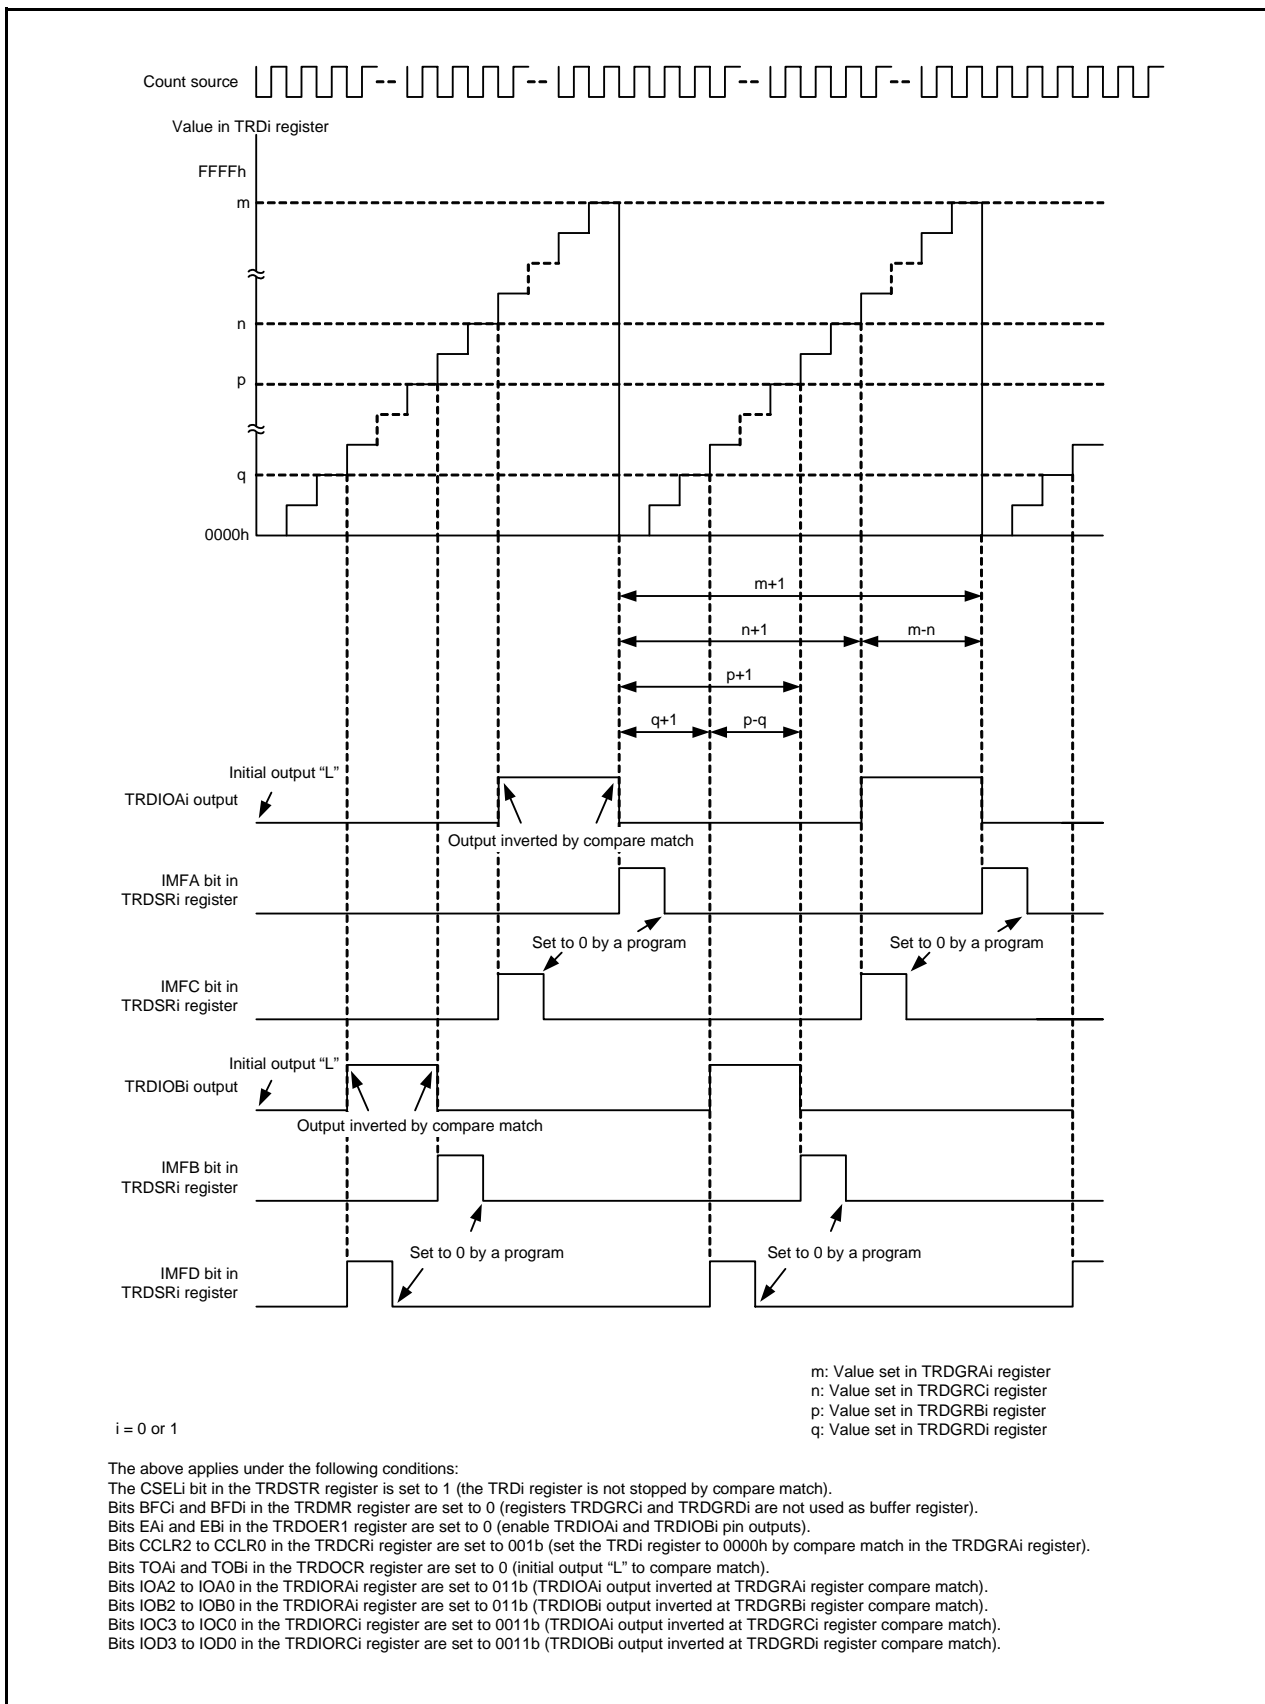 Count source
Value in TRDi register
FFFFh
m
n
p
q
0000h
m+1
n+1
m-n
p+1
q+1
p-q
Initial output “L”
TRDIOAi output
Output inverted by compare match
IMFA bit in
TRDSRi register
Set to 0 by a program
Set to 0 by a program
IMFC bit in
TRDSRi register
Initial output “L”
TRDIOBi output
Output inverted by compare match
IMFB bit in
TRDSRi register
Set to 0 by a program
Set to 0 by a program
IMFD bit in
TRDSRi register
m: Value set in TRDGRAi register
n: Value set in TRDGRCi register
p: Value set in TRDGRBi register
q: Value set in TRDGRDi register
i = 0 or 1
The above applies under the following conditions:
The CSELi bit in the TRDSTR register is set to 1 (the TRDi register is not stopped by compare match).
Bits BFCi and BFDi in the TRDMR register are set to 0 (registers TRDGRCi and TRDGRDi are not used as buffer register).
Bits EAi and EBi in the TRDOER1 register are set to 0 (enable TRDIOAi and TRDIOBi pin outputs).
Bits CCLR2 to CCLR0 in the TRDCRi register are set to 001b (set the TRDi register to 0000h by compare match in the TRDGRAi register).
Bits TOAi and TOBi in the TRDOCR register are set to 0 (initial output “L” to compare match).
Bits IOA2 to IOA0 in the TRDIORAi register are set to 011b (TRDIOAi output inverted at TRDGRAi register compare match).
Bits IOB2 to IOB0 in the TRDIORAi register are set to 011b (TRDIOBi output inverted at TRDGRBi register compare match).
Bits IOC3 to IOC0 in the TRDIORCi register are set to 0011b (TRDIOAi output inverted at TRDGRCi register compare match).
Bits IOD3 to IOD0 in the TRDIORCi register are set to 0011b (TRDIOBi output inverted at TRDGRDi register compare match).